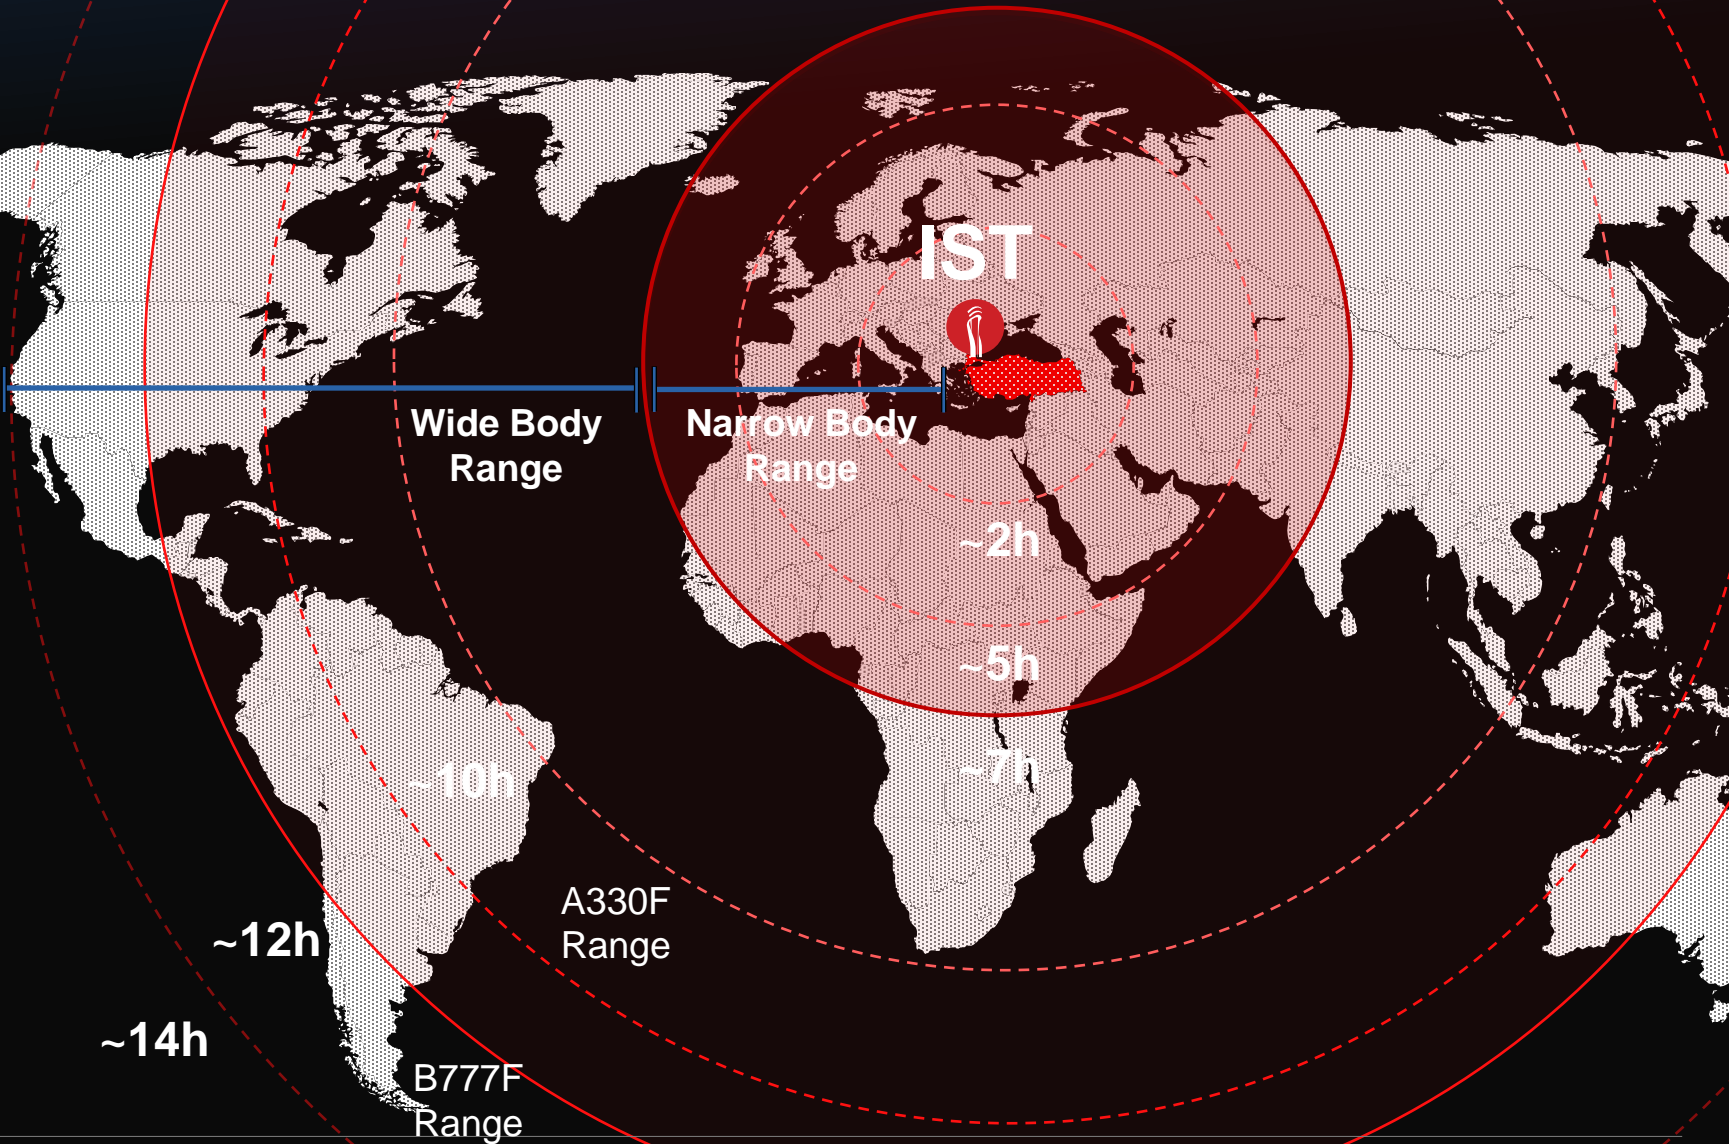 IST
Wide Body
Range
Narrow Body
Range
~2h
~5h
~7h
~10h
A330F
Range
~12h
~14h
B777F
Range